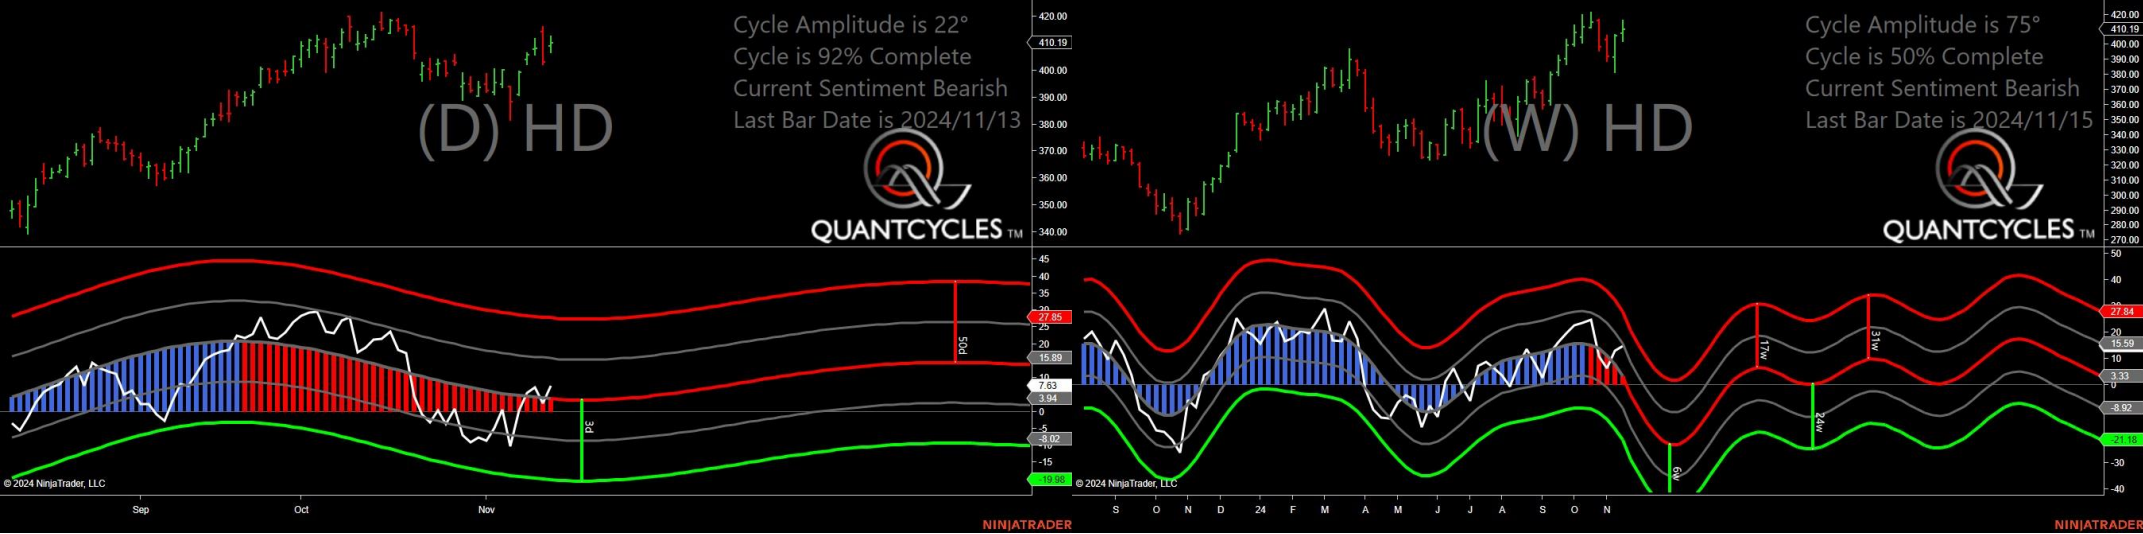 Cycle Amplitude is 22°
Cycle is 92% Complete
Current Sentiment Bearish
Last Bar Date is 2024/11/13
(D) HD
QUANTCYCLES TM
420.00
410.19
400.00
390.00
380.00
370.00
360.00
350.00
340.00
45
40
35
27.85
25
20
15.89
10
7.63
3.94
0
-5
-8.02
-15
-19.98
50d
3d
© 2024 NinjaTrader, LLC
Sep Oct Nov
NINJATRADER
Cycle Amplitude is 75°
Cycle is 50% Complete
Current Sentiment Bearish
Last Bar Date is 2024/11/15
(W) HD
QUANTCYCLES TM
420.00
410.19
400.00
390.00
380.00
370.00
360.00
350.00
340.00
330.00
320.00
310.00
300.00
290.00
280.00
270.00
50
40
27.84
20
15.59
10
3.33
0
-8.92
-21.18
-30
-40
17w
31w
24w
6w
© 2024 NinjaTrader, LLC
S O N D 24 F M A M J J A S O N
NINJATRADER